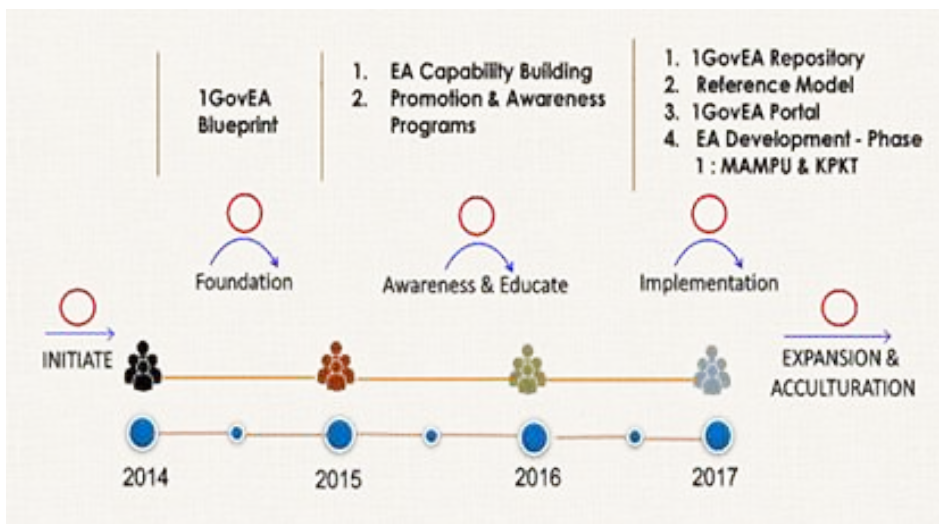 1GovEA
Blueprint
1. EA Capability Building
2. Promotion & Awareness
Programs
1. 1GovEA Repository
2. Reference Model
3. 1GovEA Portal
4. EA Development - Phase
1 : MAMPU & KPKT
Foundation
Awareness & Educate
Implementation
INITIATE
EXPANSION &
ACCULTURATION
2014
2015
2016
2017